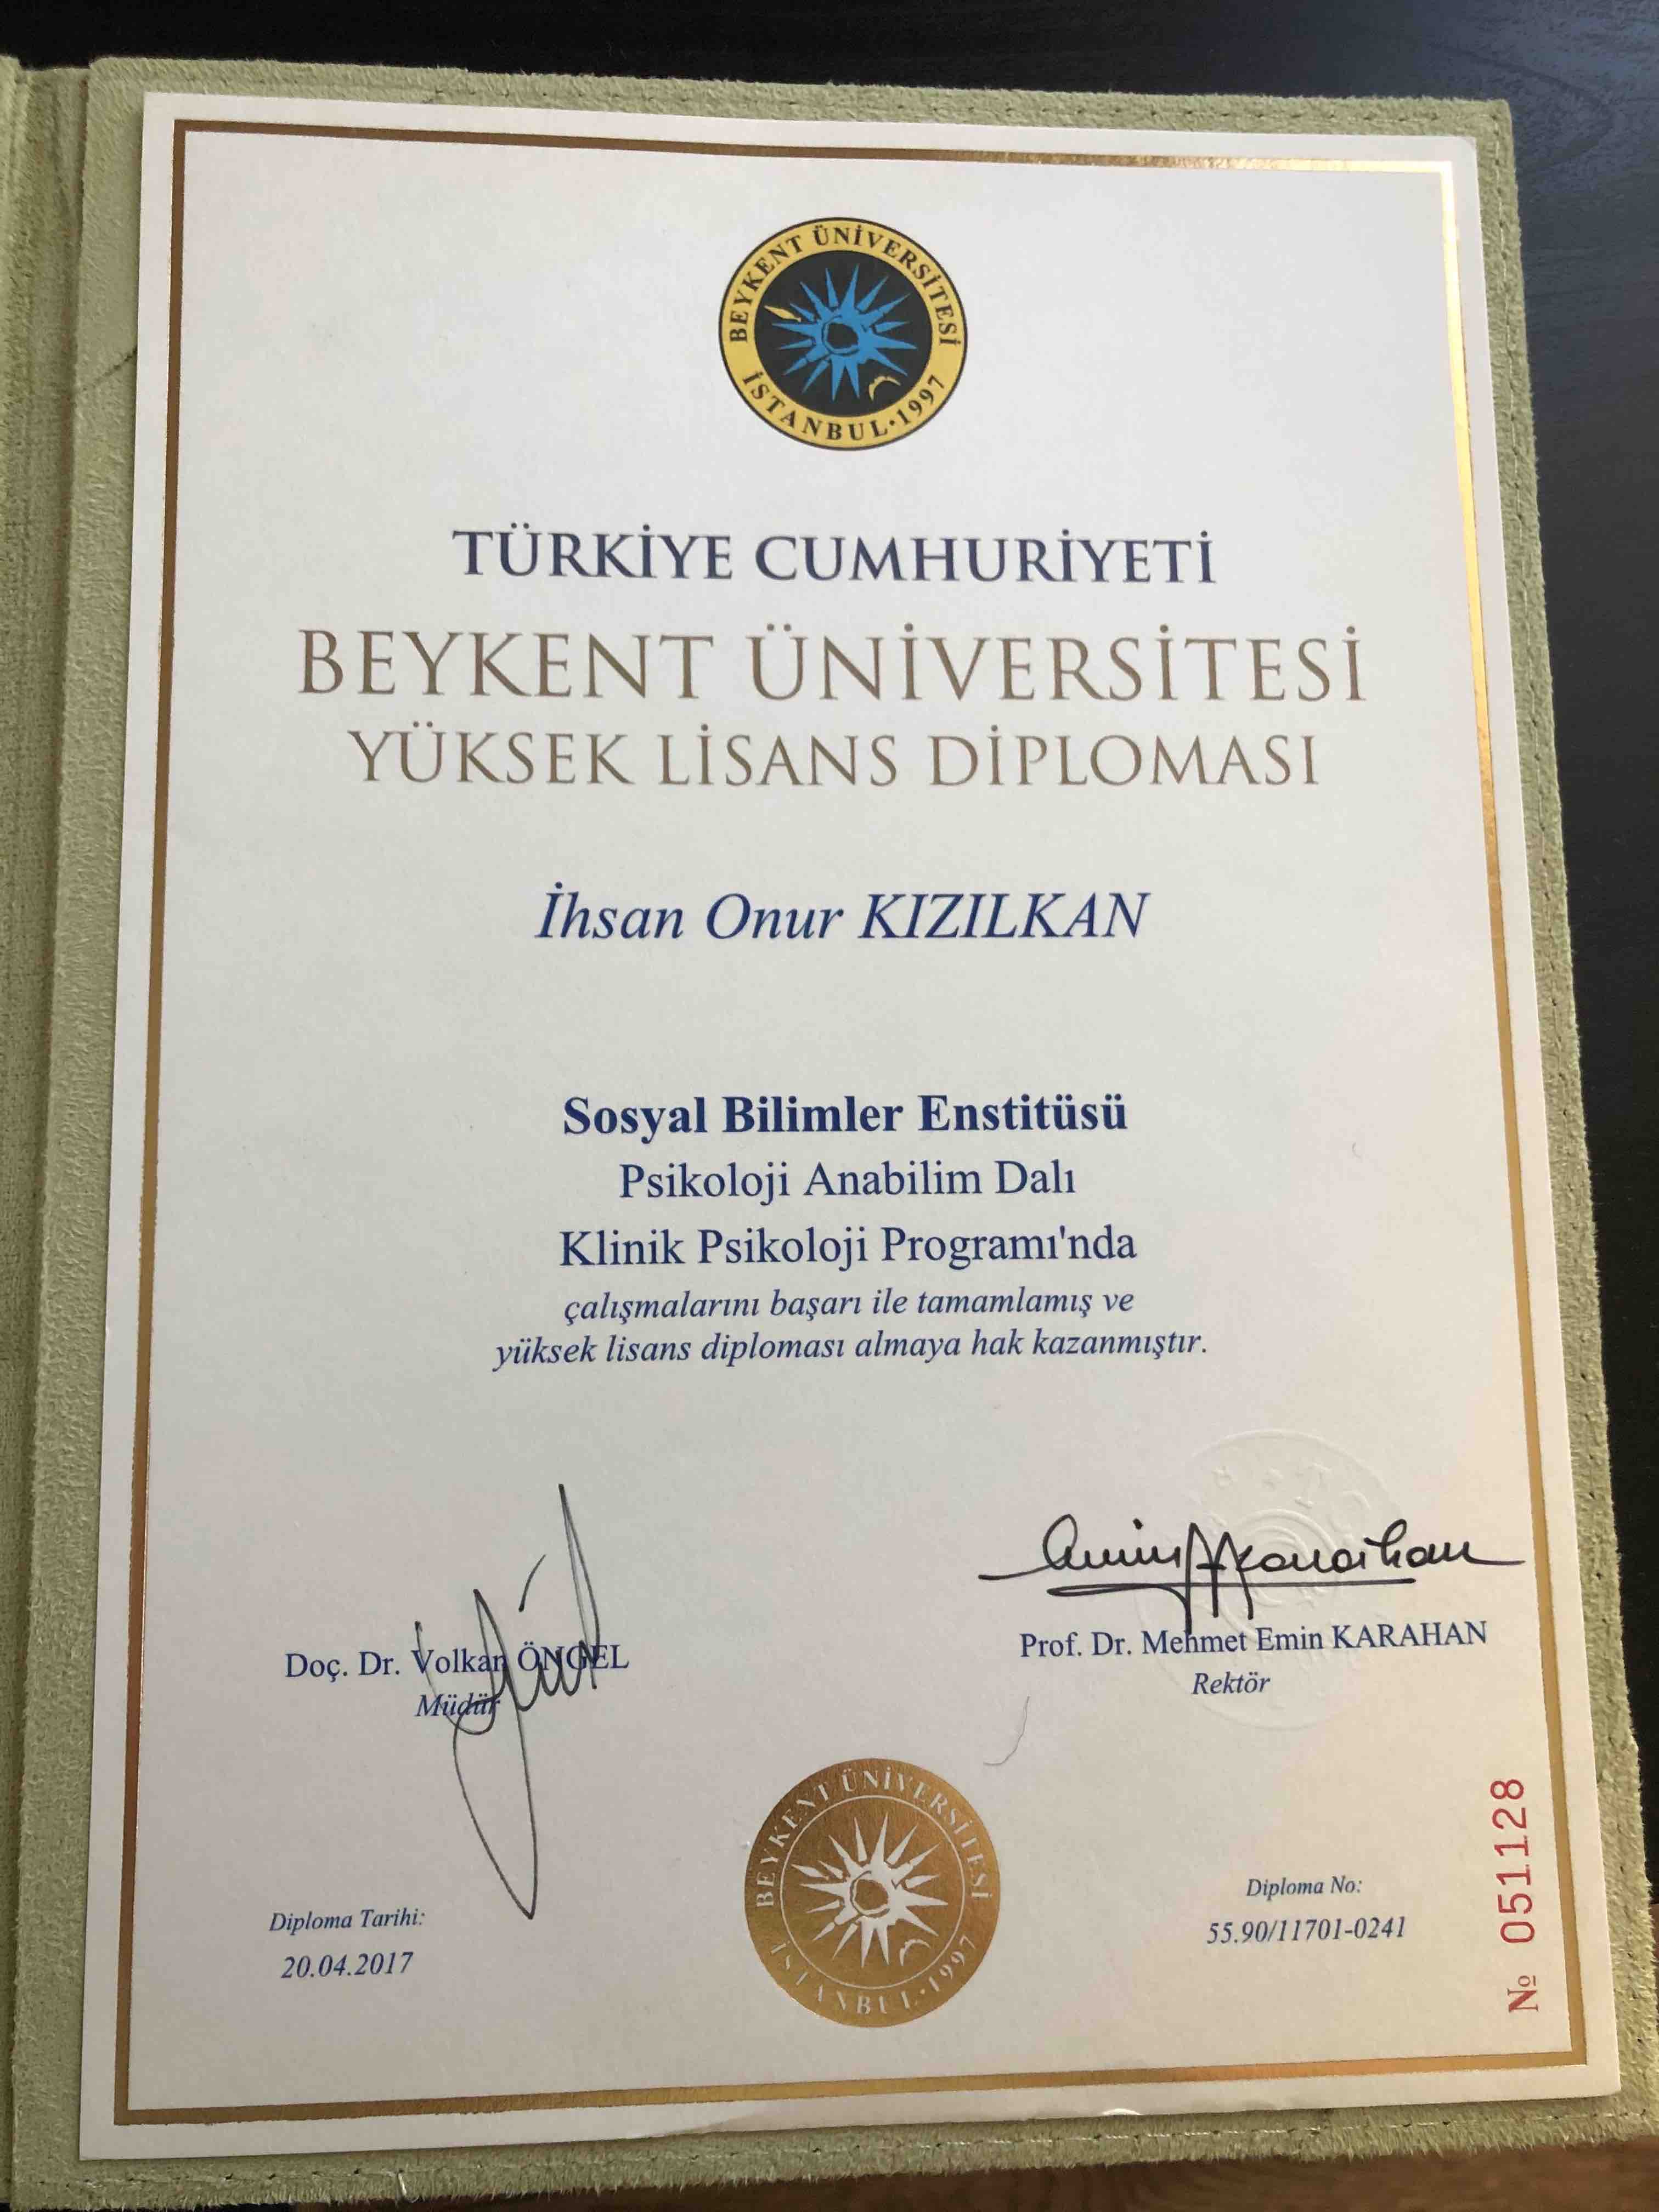 BEYKENT ÜNİVERSİTESİ
İSTANBUL·1997
TÜRKİYE CUMHURİYETİ
BEYKENT ÜNİVERSİTESİ
YÜKSEK LİSANS DİPLOMASI
İhsan Onur KIZILKAN
Sosyal Bilimler Enstitüsü
Psikoloji Anabilim Dalı
Klinik Psikoloji Programı'nda
çalışmalarını başarı ile tamamlamış ve
yüksek lisans diploması almaya hak kazanmıştır.
Doç. Dr. Volkan ÖNGEL
Müdür
Prof. Dr. Mehmet Emin KARAHAN
Rektör
BEYKENT ÜNİVERSİTESİ
İSTANBUL·1997
Diploma Tarihi:
20.04.2017
Diploma No:
55.90/11701-0241
№ 051128